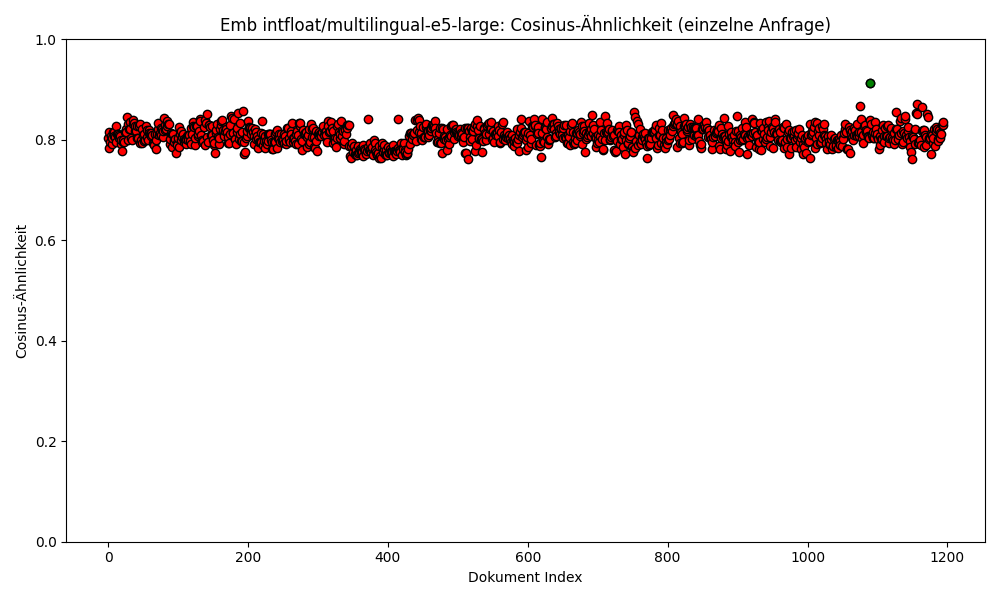 Emb intfloat/multilingual-e5-large: Cosinus-Ähnlichkeit (einzelne Anfrage)
1.0
0.8
0.6
0.4
0.2
0.0
Cosinus-Ähnlichkeit
0 200 400 600 800 1000 1200
Dokument Index